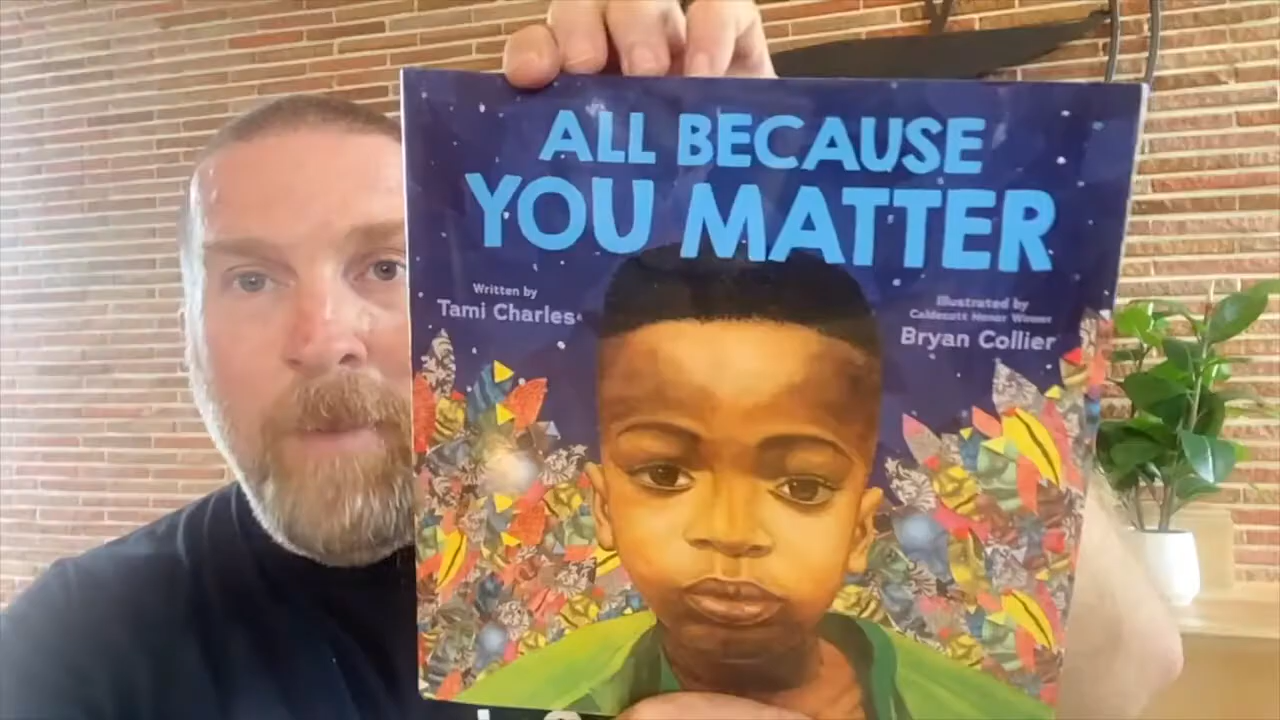 ALL BECAUSE
YOU MATTER
Written by
Tami Charles
Illustrated by
Caldecott Honor Winner
Bryan Collier